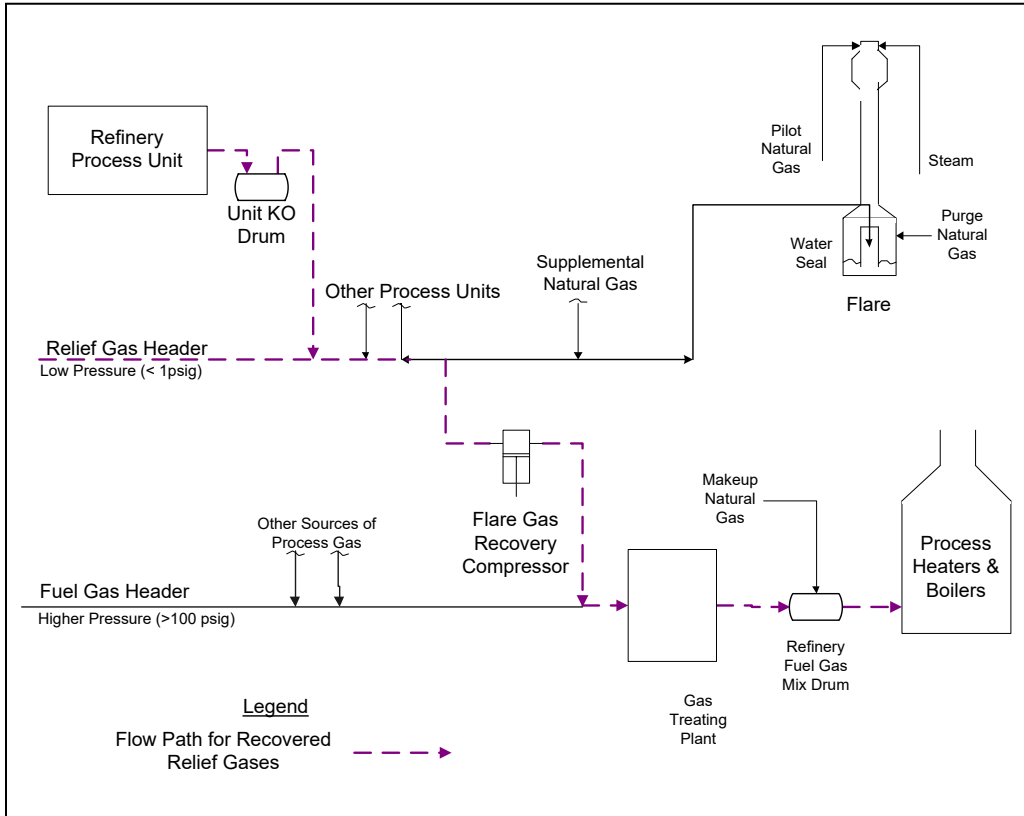 Refinery
Process Unit
Unit KO
Drum
Pilot
Natural
Gas
Steam
Water
Seal
Purge
Natural
Gas
Flare
Supplemental
Natural Gas
Other Process Units
Relief Gas Header
Low Pressure (< 1psig)
Flare Gas
Recovery
Compressor
Other Sources of
Process Gas
Fuel Gas Header
Higher Pressure (>100 psig)
Makeup
Natural
Gas
Process
Heaters &
Boilers
Refinery
Fuel Gas
Mix Drum
Gas
Treating
Plant
Legend
Flow Path for Recovered
Relief Gases